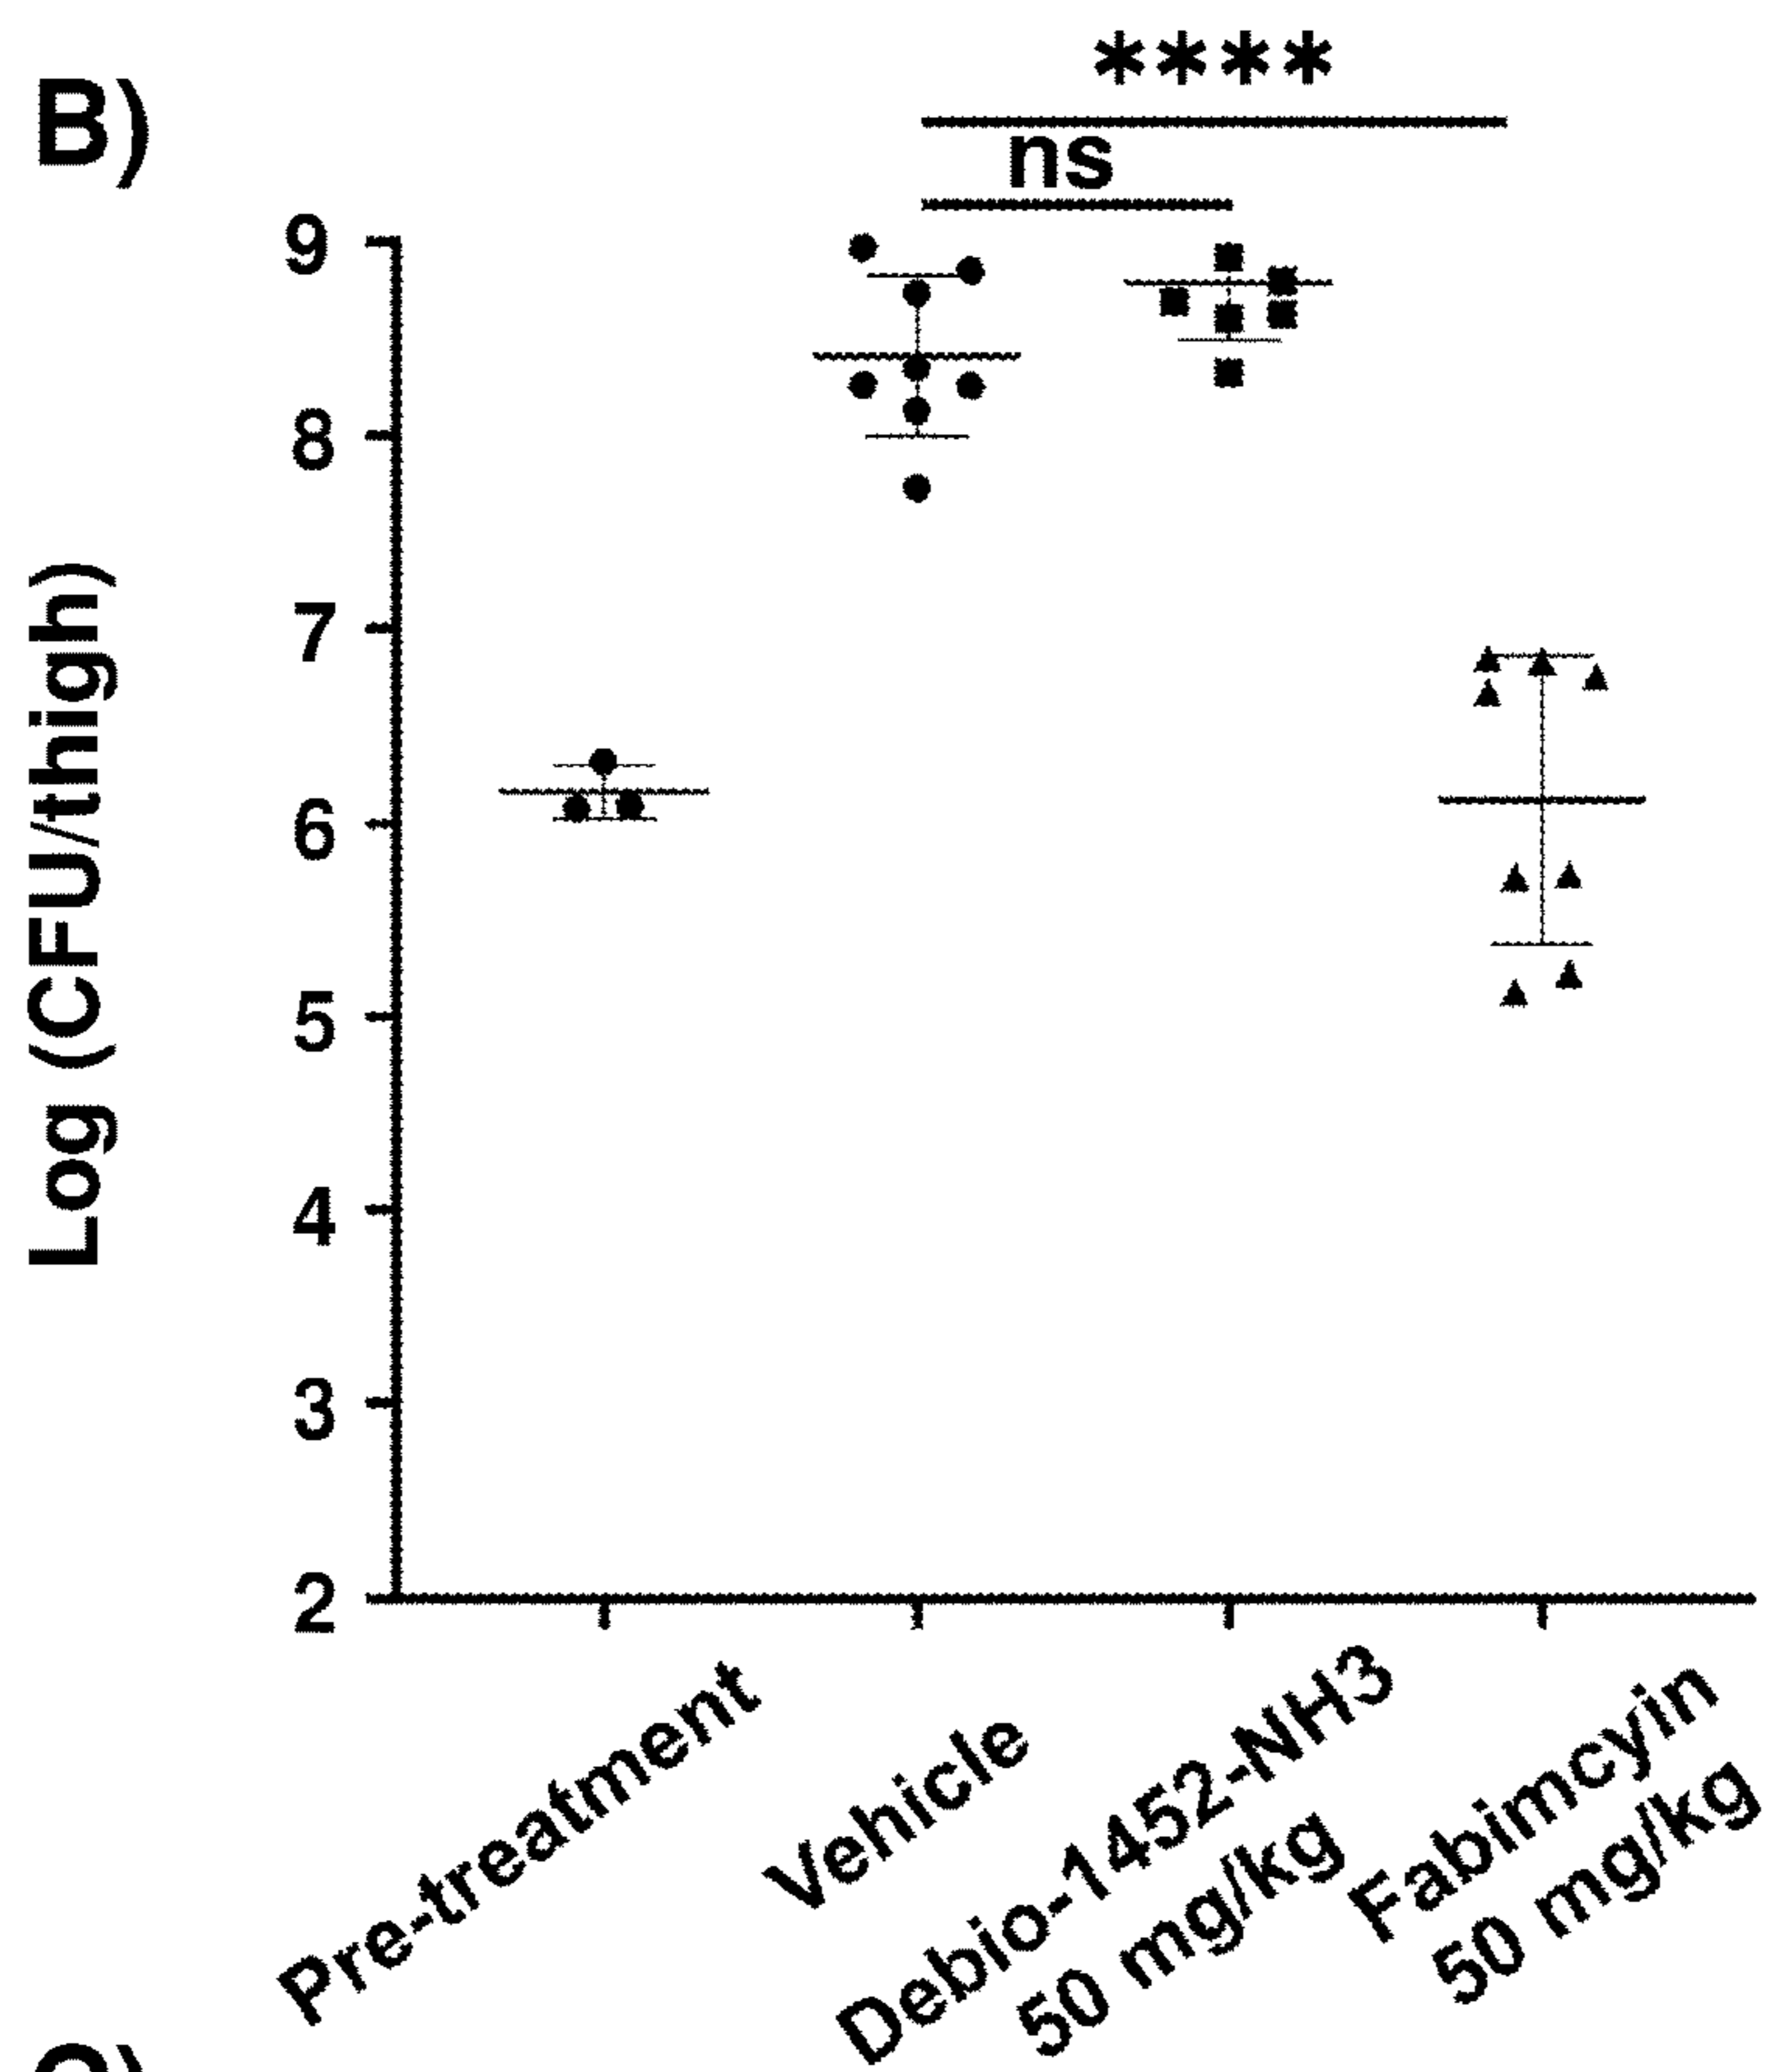 B)
****
ns
9
8
7
6
5
4
3
2
Log (CFU/thigh)
Pre-treatment
Vehicle
Debio-1452-NH3
50 mg/kg
Fabimcyin
50 mg/kg